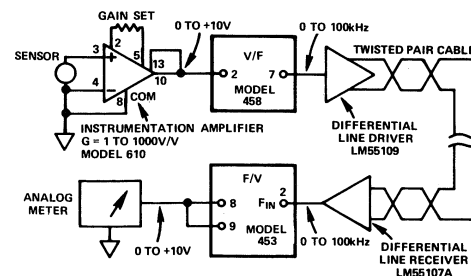 GAIN SET
0 TO +10V
0 TO 100kHz
SENSOR
3
2
5
13
10
4
8
COM
V/F
2
7
MODEL
458
TWISTED PAIR CABLE
INSTRUMENTATION AMPLIFIER
G = 1 TO 1000V/V
MODEL 610
DIFFERENTIAL
LINE DRIVER
LM55109
ANALOG
METER
0 TO +10V
F/V
8
9
2
FIN
MODEL
453
0 TO 100kHz
DIFFERENTIAL
LINE RECEIVER
LM55107A